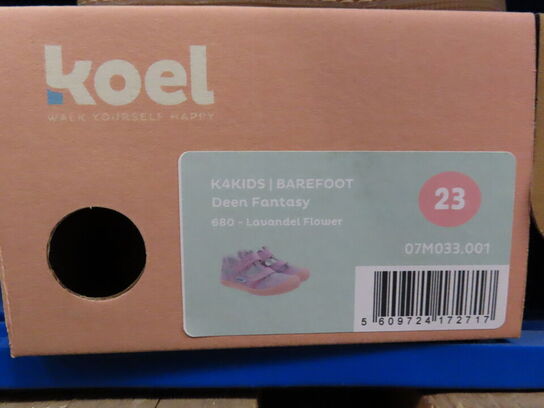 koel
WALK YOURSELF HAPPY
K4KIDS | BAREFOOT
Deen Fantasy
680 - Lavandel Flower
23
07M033.001
5 609724 172717